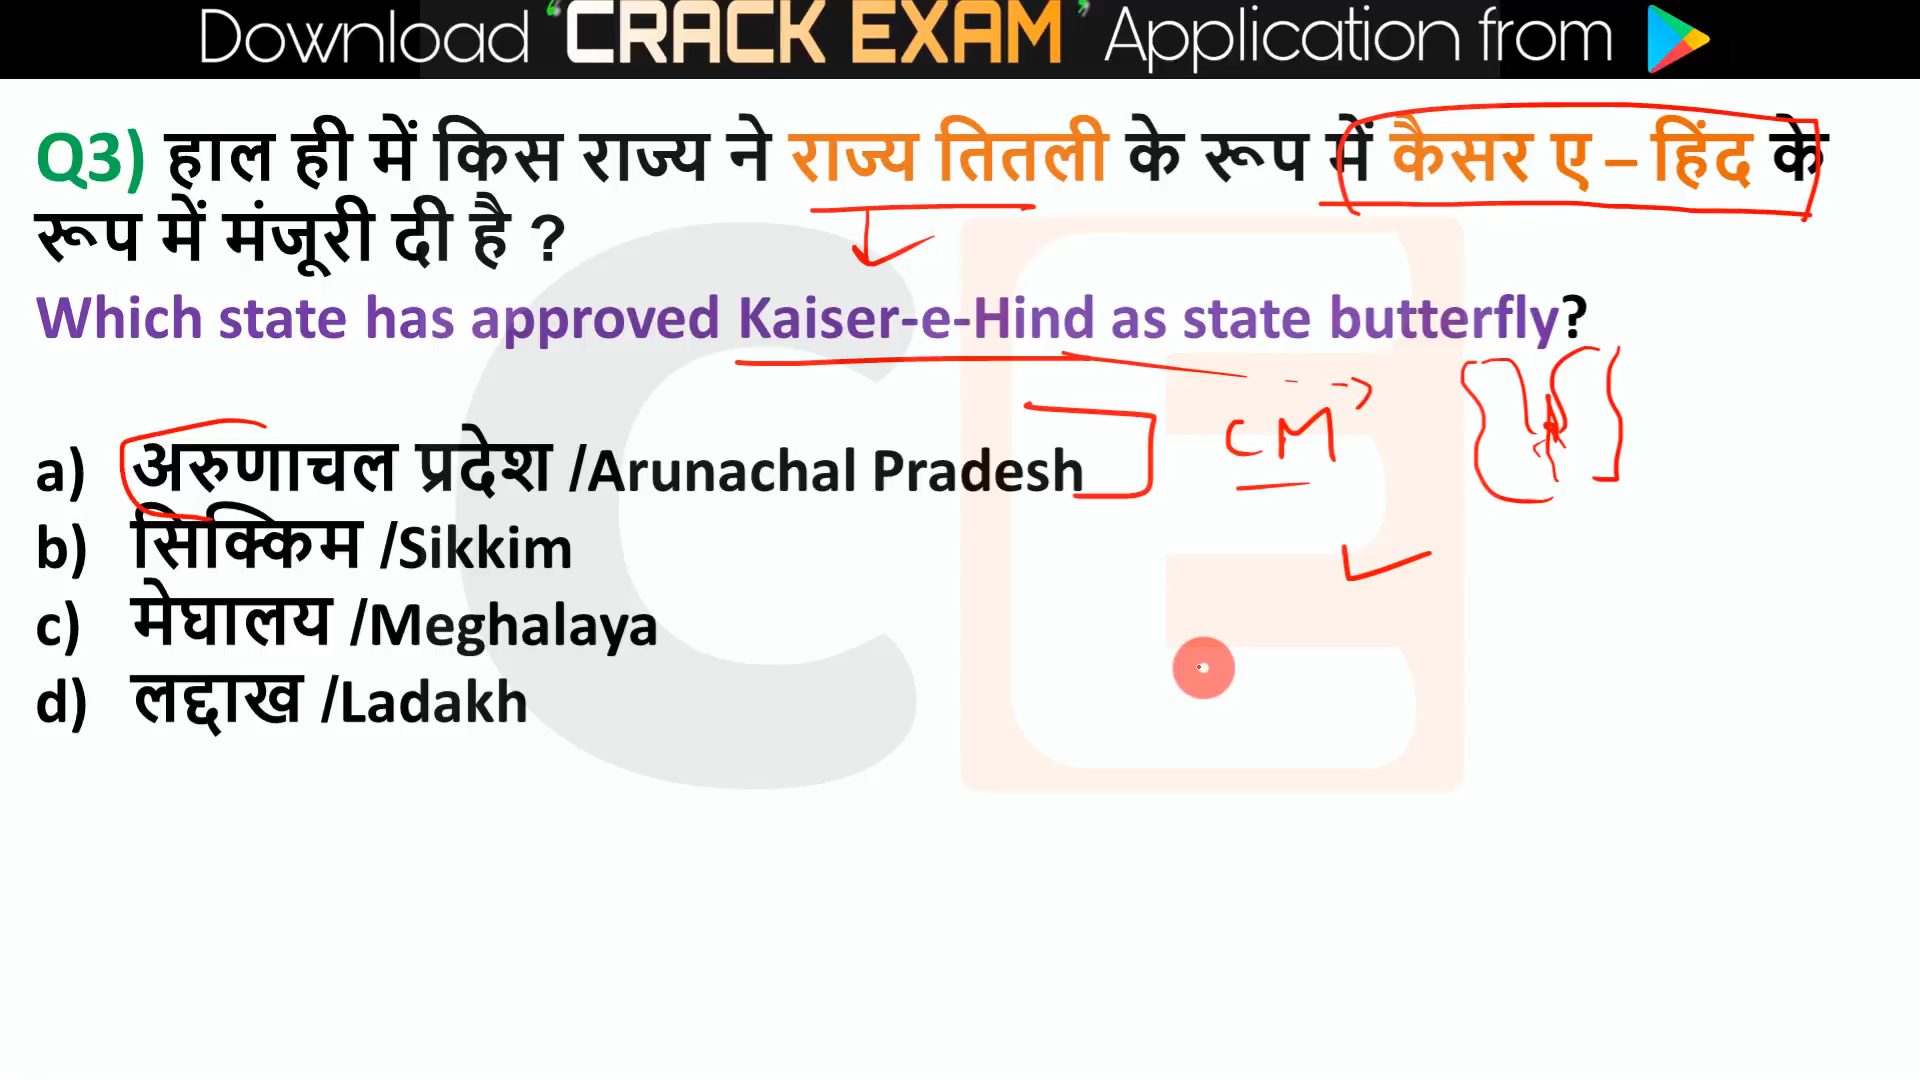 Download 'CRACK EXAM' Application from
Q3) हाल ही में किस राज्य ने राज्य तितली के रूप में कैसर ए – हिंद के
रूप में मंजूरी दी है ?
Which state has approved Kaiser-e-Hind as state butterfly?
a) अरुणाचल प्रदेश /Arunachal Pradesh
CM
b) सिक्किम /Sikkim
c) मेघालय /Meghalaya
d) लद्दाख /Ladakh
CE